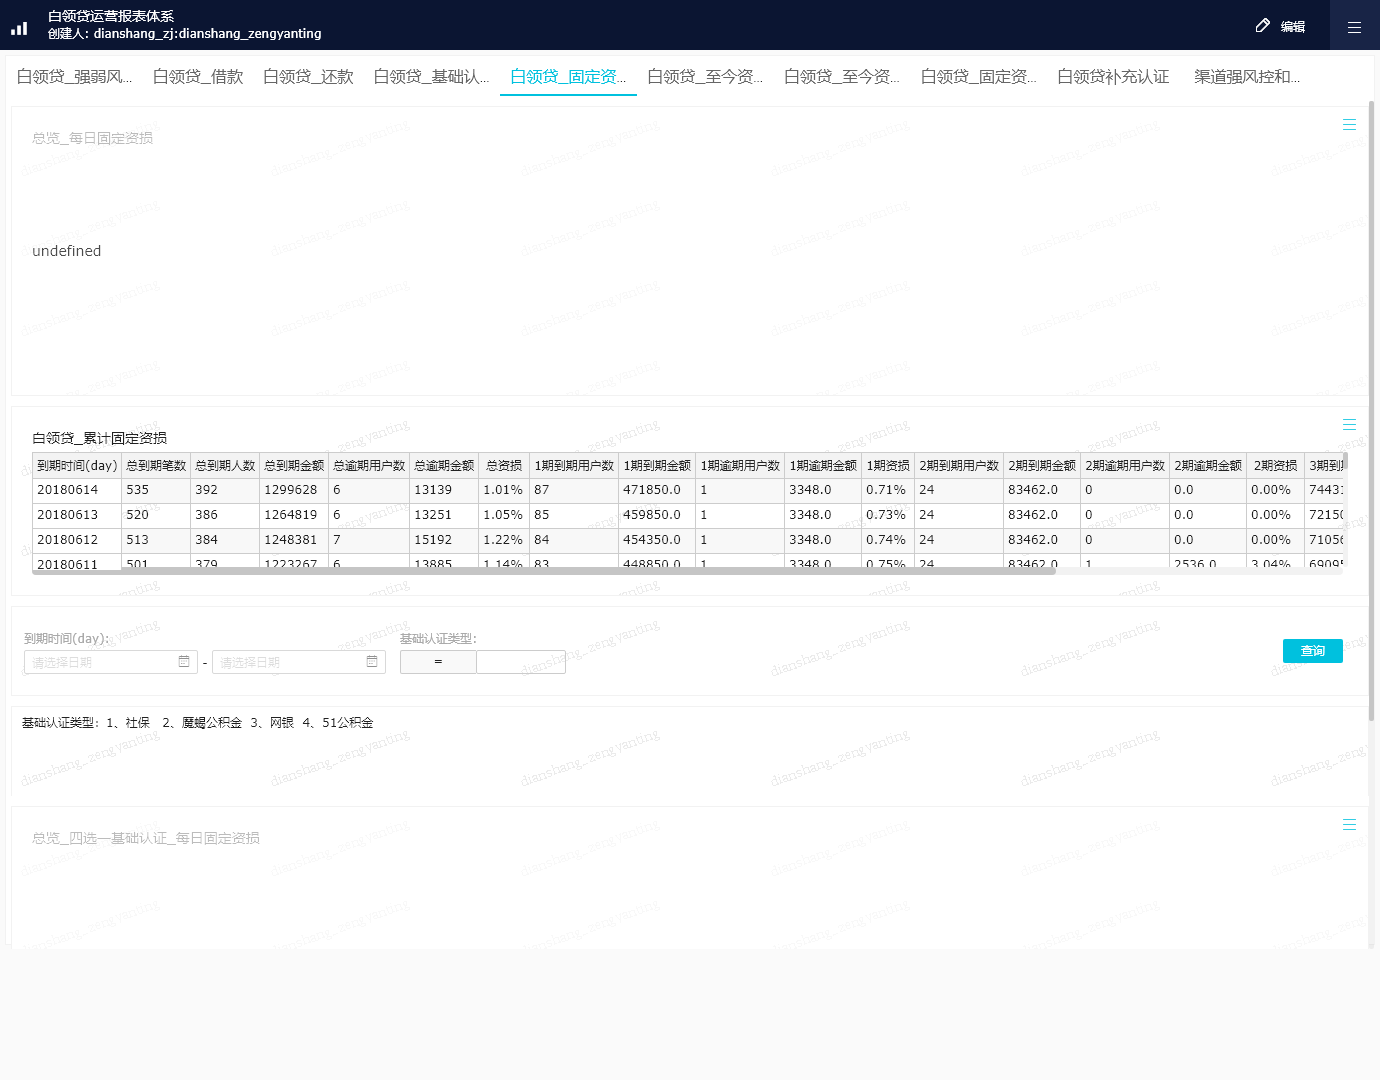 白领贷运营报表体系
创建人：dianshang_zj:dianshang_zengyanting
编辑
白领贷_强弱风... 白领贷_借款 白领贷_还款 白领贷_基础认... 白领贷_固定资... 白领贷_至今资... 白领贷_至今资... 白领贷_固定资... 白领贷补充认证 渠道强风控和...
总览_每日固定资损
undefined
白领贷_累计固定资损
到期时间(day) 总到期笔数 总到期人数 总到期金额 总逾期用户数 总逾期金额 总资损 1期到期用户数 1期到期金额 1期逾期用户数 1期逾期金额 1期资损 2期到期用户数 2期到期金额 2期逾期用户数 2期逾期金额 2期资损 3期到
20180614 535 392 1299628 6 13139 1.01% 87 471850.0 1 3348.0 0.71% 24 83462.0 0 0.0 0.00% 7443
20180613 520 386 1264819 6 13251 1.05% 85 459850.0 1 3348.0 0.73% 24 83462.0 0 0.0 0.00% 7215
20180612 513 384 1248381 7 15192 1.22% 84 454350.0 1 3348.0 0.74% 24 83462.0 0 0.0 0.00% 7105
20180611 501 379 1223267 6 13885 1.14% 83 448850.0 1 3348.0 0.75% 24 83462.0 1 2536.0 3.04% 6909
到期时间(day):
请选择日期 - 请选择日期
基础认证类型:
=
查询
基础认证类型：1、社保 2、魔蝎公积金 3、网银 4、51公积金
总览_四选一基础认证_每日固定资损
dianshang_zengyanting